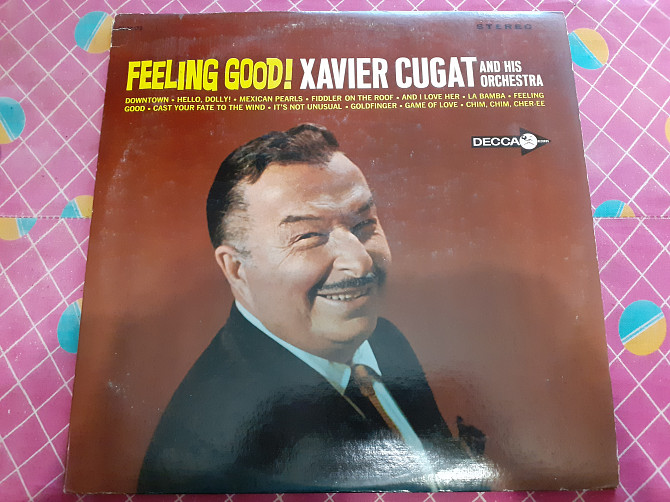 STEREO
FEELING GOOD! XAVIER CUGAT AND HIS ORCHESTRA
DOWNTOWN • HELLO, DOLLY! • MEXICAN PEARLS • FIDDLER ON THE ROOF • AND I LOVE HER • LA BAMBA • FEELING
GOOD • CAST YOUR FATE TO THE WIND • IT'S NOT UNUSUAL • GOLDFINGER • GAME OF LOVE • CHIM, CHIM, CHER-EE
DECCA